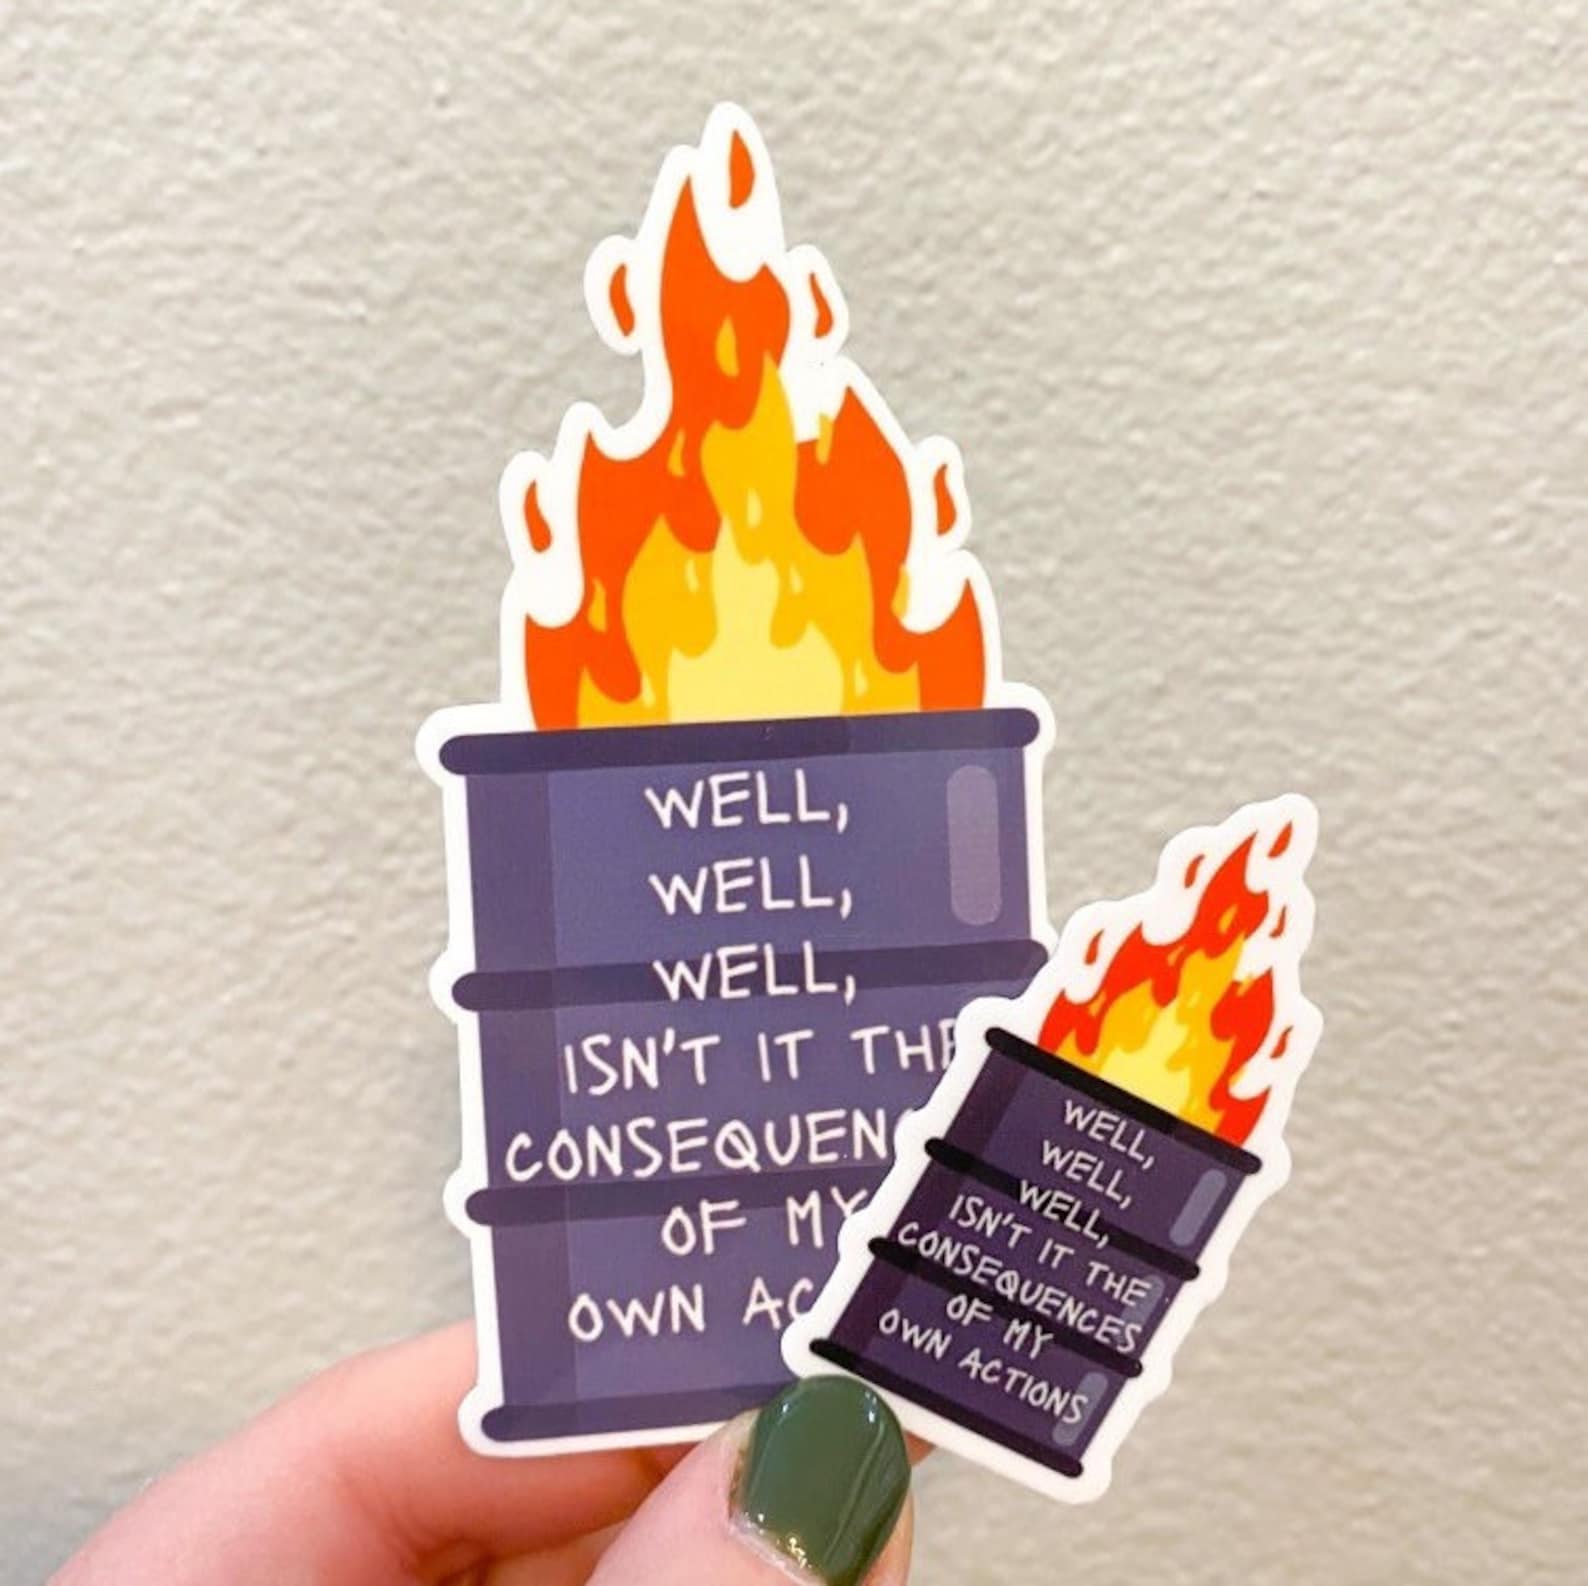 WELL,
WELL,
WELL,
ISN'T IT THE
CONSEQUEN
OF MY
OWN AC
WELL,
WELL,
WELL,
ISN'T IT THE
CONSEQUENCES
OF MY
OWN ACTIONS